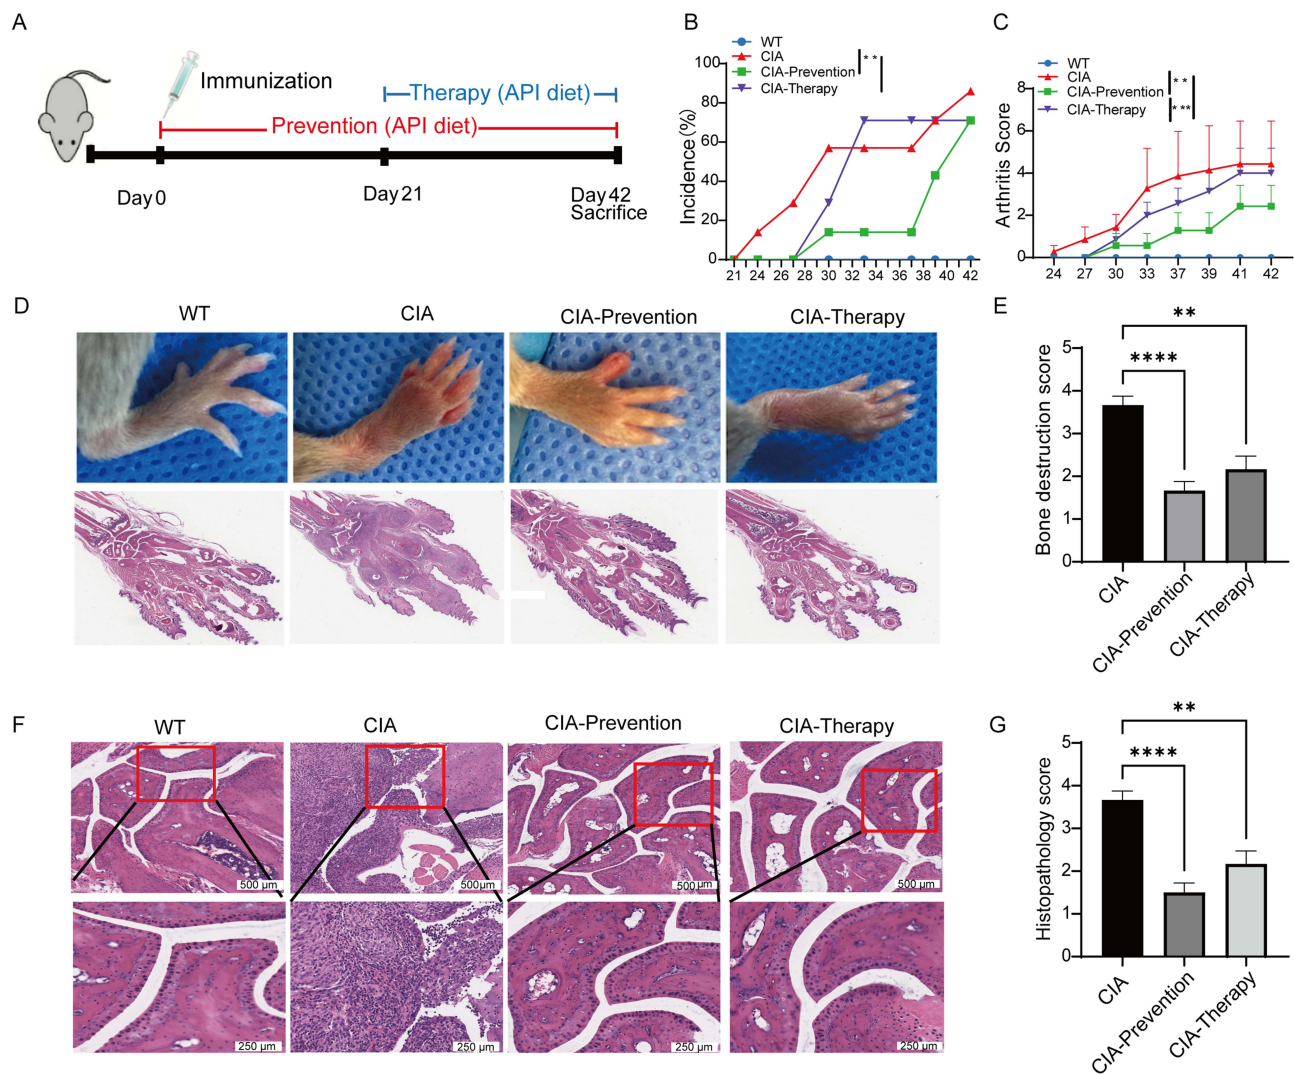 A
Immunization
Therapy (API diet)
Prevention (API diet)
Day 0
Day 21
Day 42
Sacrifice
B
WT
CIA
CIA-Prevention
CIA-Therapy
* *
Incidence (%)
100
80
60
40
20
0
21 24 26 28 30 32 34 36 38 40 42
C
WT
CIA
CIA-Prevention
CIA-Therapy
* *
* **
Arthritis Score
8
6
4
2
0
24 27 30 33 37 39 41 42
D
WT
CIA
CIA-Prevention
CIA-Therapy
E
**
****
Bone destruction score
5
4
3
2
1
0
CIA
CIA-Prevention
CIA-Therapy
F
WT
CIA
CIA-Prevention
CIA-Therapy
500 μm
500 μm
500 μm
500 μm
250 μm
250 μm
250 μm
250 μm
G
**
****
Histopathology score
5
4
3
2
1
0
CIA
CIA-Prevention
CIA-Therapy